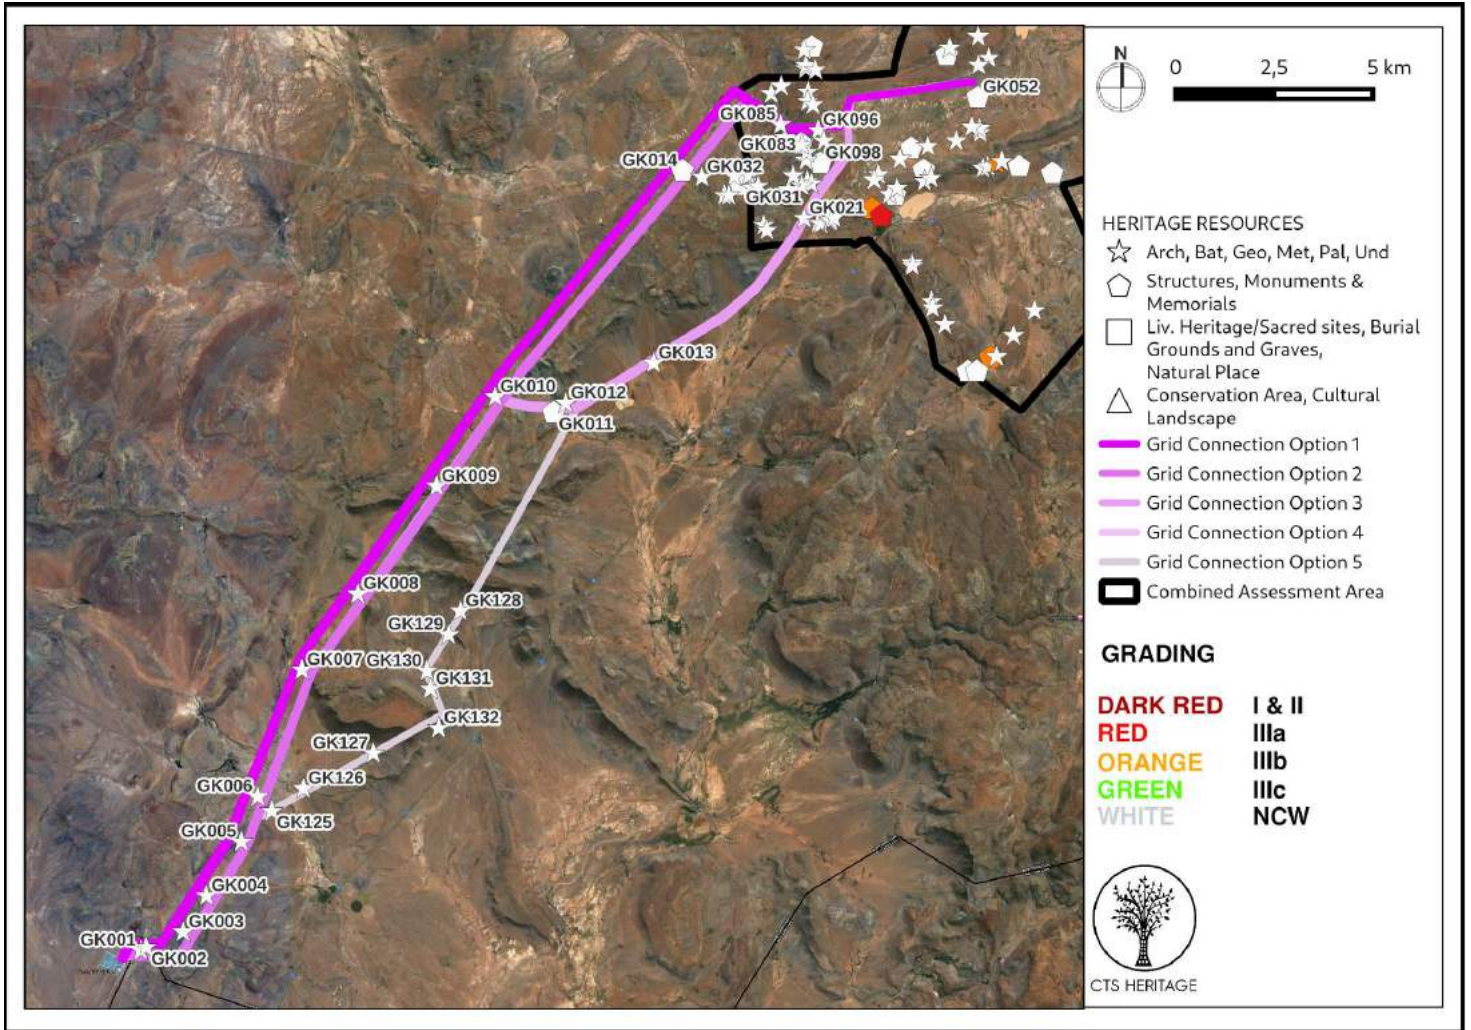 N
0 2,5 5 km
HERITAGE RESOURCES
Arch, Bat, Geo, Met, Pal, Und
Structures, Monuments &
Memorials
Liv. Heritage/Sacred sites, Burial
Grounds and Graves,
Natural Place
Conservation Area, Cultural
Landscape
Grid Connection Option 1
Grid Connection Option 2
Grid Connection Option 3
Grid Connection Option 4
Grid Connection Option 5
Combined Assessment Area
GRADING
DARK RED I & II
RED IIIa
ORANGE IIIb
GREEN IIIc
WHITE NCW
CTS HERITAGE
GK052
GK085
GK096
GK083
GK098
GK014
GK032
GK031
GK021
GK013
GK010
GK012
GK011
GK009
GK008
GK128
GK129
GK007
GK130
GK131
GK132
GK127
GK126
GK006
GK125
GK005
GK004
GK003
GK001
GK002